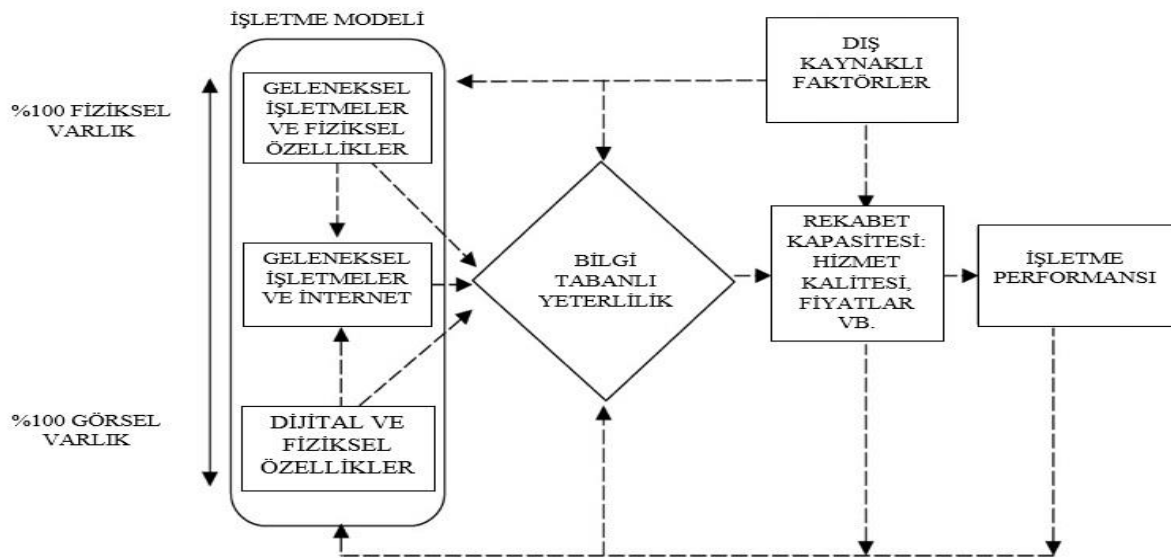 İŞLETME MODELİ
%100 FİZİKSEL
VARLIK
GELENEKSEL
İŞLETMELER
VE FİZİKSEL
ÖZELLİKLER
DIŞ
KAYNAKLI
FAKTÖRLER
GELENEKSEL
İŞLETMELER
VE İNTERNET
BİLGİ
TABANLI
YETERLİLİK
REKABET
KAPASİTESİ:
HİZMET
KALİTESİ,
FİYATLAR
VB.
İŞLETME
PERFORMANSI
%100 GÖRSEL
VARLIK
DİJİTAL VE
FİZİKSEL
ÖZELLİKLER